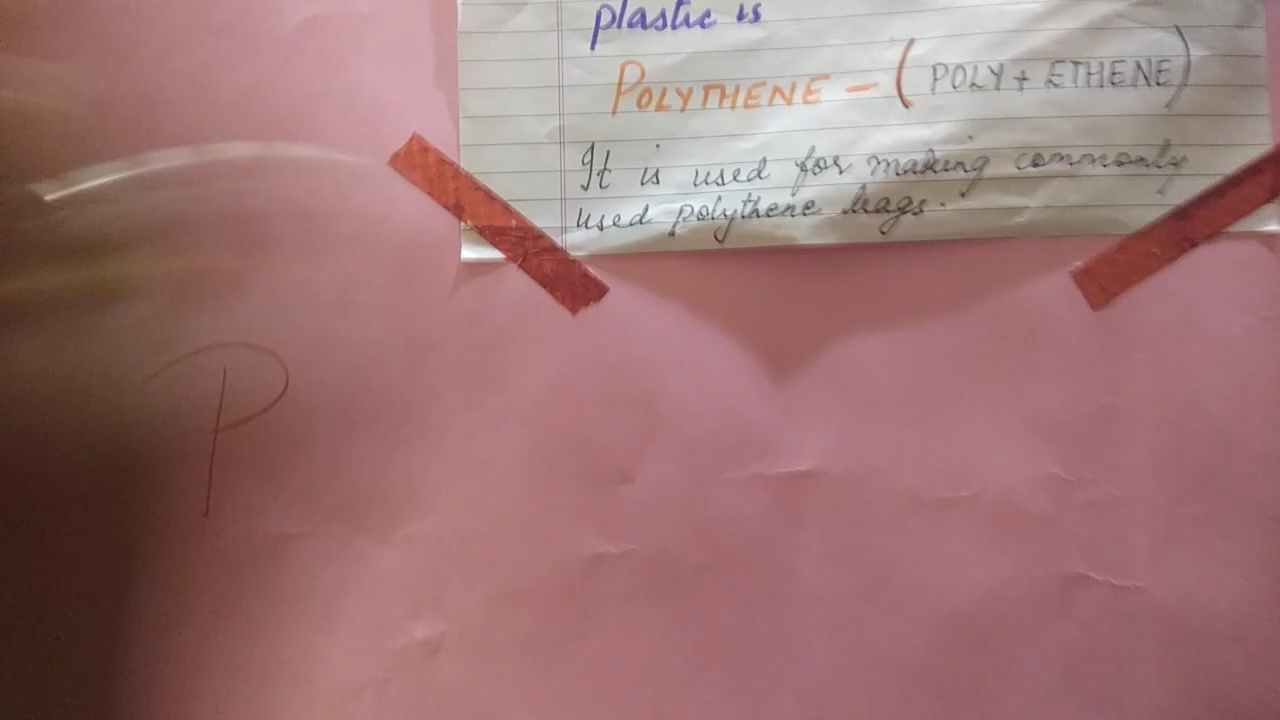 plastic is
POLYTHENE - (POLY + ETHENE)
It is used for making commonly
used polythene bags.
P